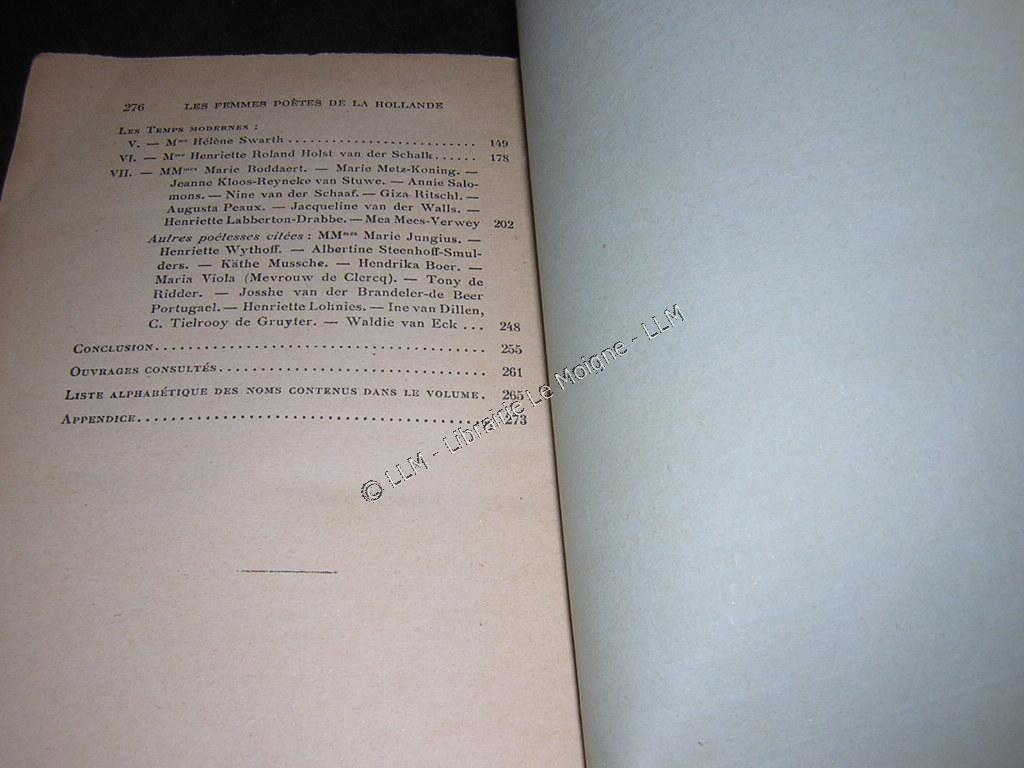 276 LES FEMMES POÈTES DE LA HOLLANDE
LES TEMPS MODERNES :
V. — Mme Hélène Swarth .......................... 149
VI. — Mme Henriette Roland Holst van der Schalk...... 178
VII. — MMmes Marie Boddaert. — Marie Metz-Koning. —
Jeanne Kloos-Reyneke van Stuwe. — Annie Salo-
mons. — Nine van der Schaaf. — Giza Ritschl. —
Augusta Peaux. — Jacqueline van der Walls. —
Henriette Labberton-Drabbe. — Mea Mees-Verwey 202
Autres poétesses citées : MMmes Marie Jungius. —
Henriette Wythoff. — Albertine Steenhoff-Smul-
ders. — Käthe Mussche. — Hendrika Boer. —
Maria Viola (Mevrouw de Clercq). — Tony de
Ridder. — Josshe van der Brandeler-de Beer
Portugael. — Henriette Lohnies. — Ine van Dillen,
C. Tielrooy de Gruyter. — Waldie van Eck ... 248
CONCLUSION............................................ 255
OUVRAGES CONSULTÉS................................... 261
LISTE ALPHABÉTIQUE DES NOMS CONTENUS DANS LE VOLUME. 265
APPENDICE............................................. 273
© LLM - Librairie Le Moigne - LLM